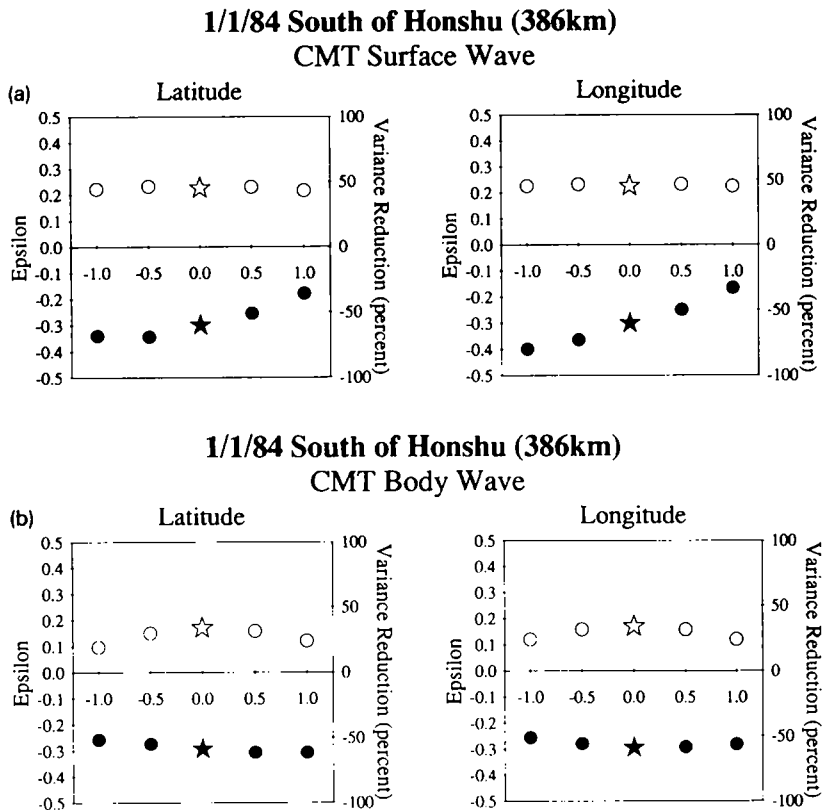 1/1/84 South of Honshu (386km)
CMT Surface Wave
(a)
Latitude
Longitude
0.5
0.4
0.3
0.2
0.1
0.0
-0.1
-0.2
-0.3
-0.4
-0.5
Epsilon
-1.0 -0.5 0.0 0.5 1.0
100
50
0
-50
-100
Variance Reduction (percent)
0.5
0.4
0.3
0.2
0.1
0.0
-0.1
-0.2
-0.3
-0.4
-0.5
Epsilon
-1.0 -0.5 0.0 0.5 1.0
100
50
0
-50
-100
Variance Reduction (percent)
1/1/84 South of Honshu (386km)
CMT Body Wave
(b)
Latitude
Longitude
0.5
0.4
0.3
0.2
0.1
0.0
-0.1
-0.2
-0.3
-0.4
-0.5
Epsilon
-1.0 -0.5 0.0 0.5 1.0
100
50
0
-50
-100
Variance Reduction (percent)
0.5
0.4
0.3
0.2
0.1
0.0
-0.1
-0.2
-0.3
-0.4
-0.5
Epsilon
-1.0 -0.5 0.0 0.5 1.0
100
50
0
-50
-100
Variance Reduction (percent)